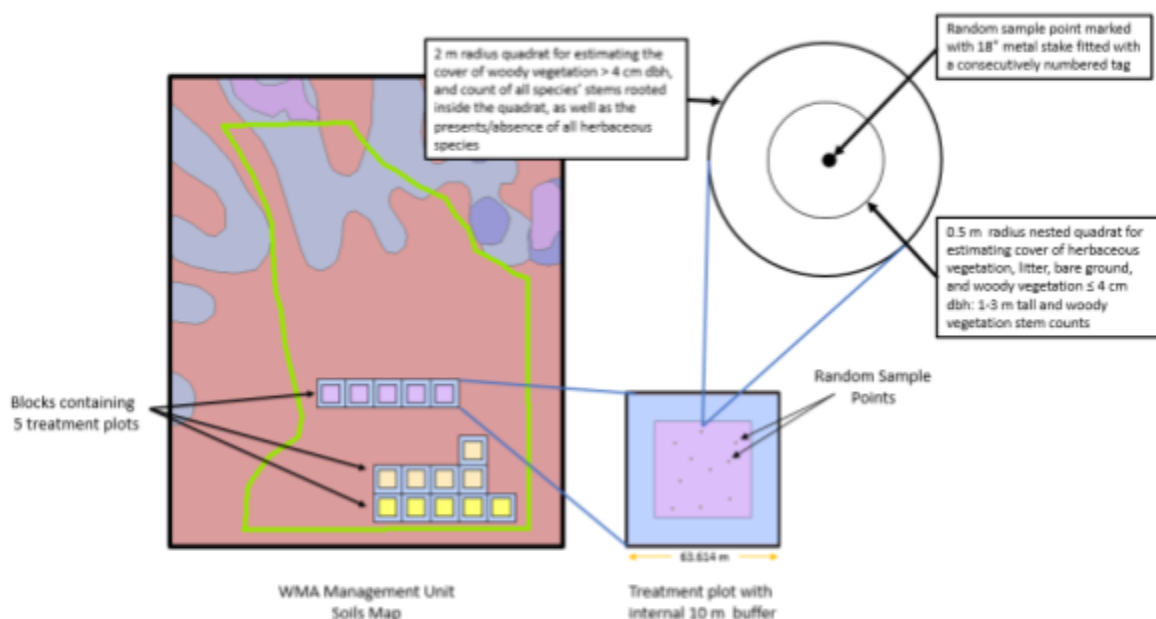 2 m radius quadrat for estimating the
cover of woody vegetation > 4 cm dbh,
and count of all species' stems rooted
inside the quadrat, as well as the
presents/absence of all herbaceous
species
Random sample point marked
with 18" metal stake fitted with
a consecutively numbered tag
0.5 m radius nested quadrat for
estimating cover of herbaceous
vegetation, litter, bare ground,
and woody vegetation ≤ 4 cm
dbh: 1-3 m tall and woody
vegetation stem counts
Blocks containing
5 treatment plots
Random Sample
Points
63.614 m
WMA Management Unit
Soils Map
Treatment plot with
internal 10 m buffer